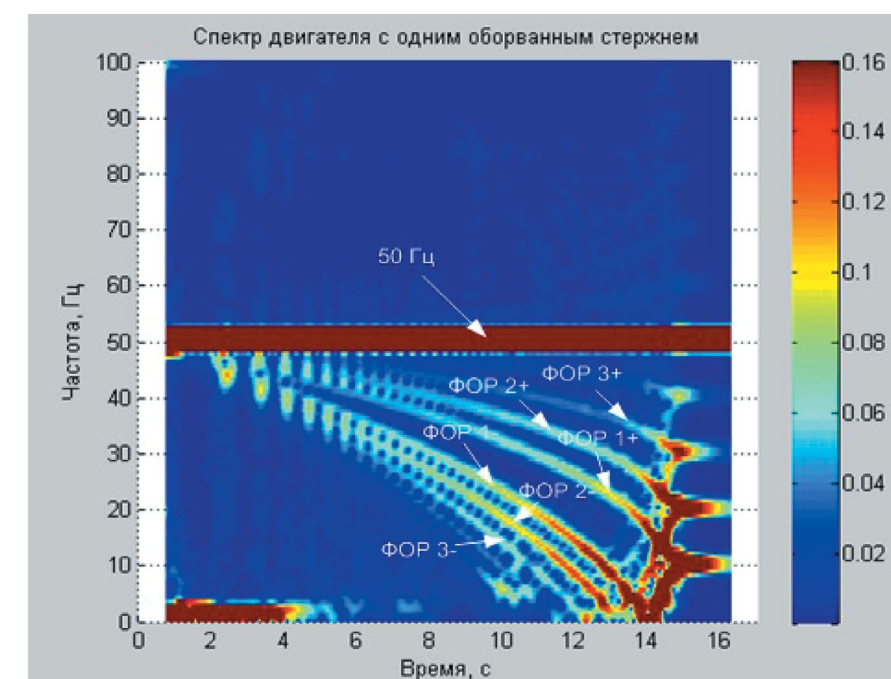 Спектр двигателя с одним оборванным стержнем
100
90
80
70
60
50
40
30
20
10
0
Частота, Гц
50 Гц
ФОР 3+
ФОР 2+
ФОР 1-
ФОР 1+
ФОР 2-
ФОР 3-
0 2 4 6 8 10 12 14 16
Время, с
0.16
0.14
0.12
0.1
0.08
0.06
0.04
0.02